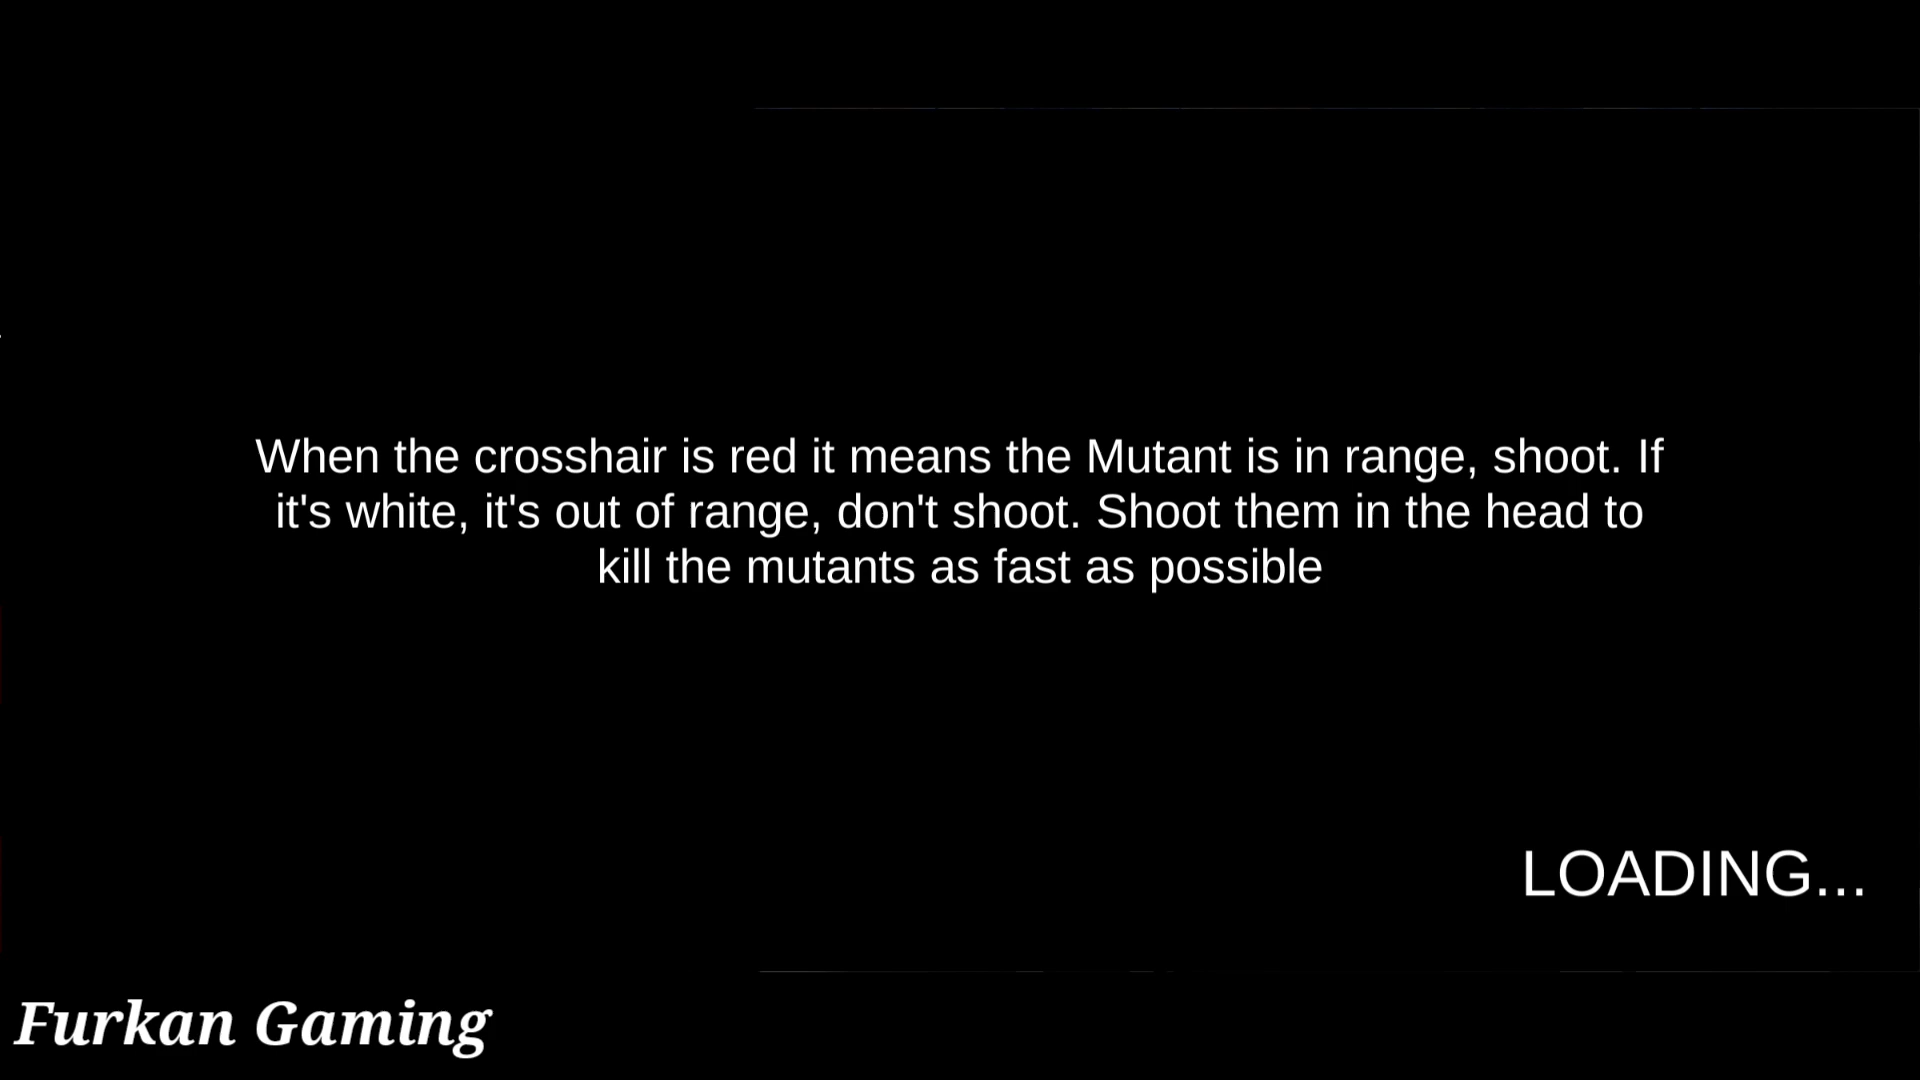 When the crosshair is red it means the Mutant is in range, shoot. If
it's white, it's out of range, don't shoot. Shoot them in the head to
kill the mutants as fast as possible
LOADING...
Furkan Gaming